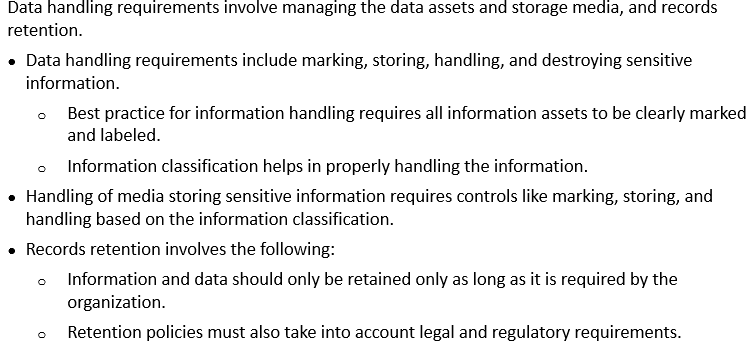 Data handling requirements involve managing the data assets and storage media, and records
retention.
• Data handling requirements include marking, storing, handling, and destroying sensitive
information.
o Best practice for information handling requires all information assets to be clearly marked
and labeled.
o Information classification helps in properly handling the information.
• Handling of media storing sensitive information requires controls like marking, storing, and
handling based on the information classification.
• Records retention involves the following:
o Information and data should only be retained only as long as it is required by the
organization.
o Retention policies must also take into account legal and regulatory requirements.